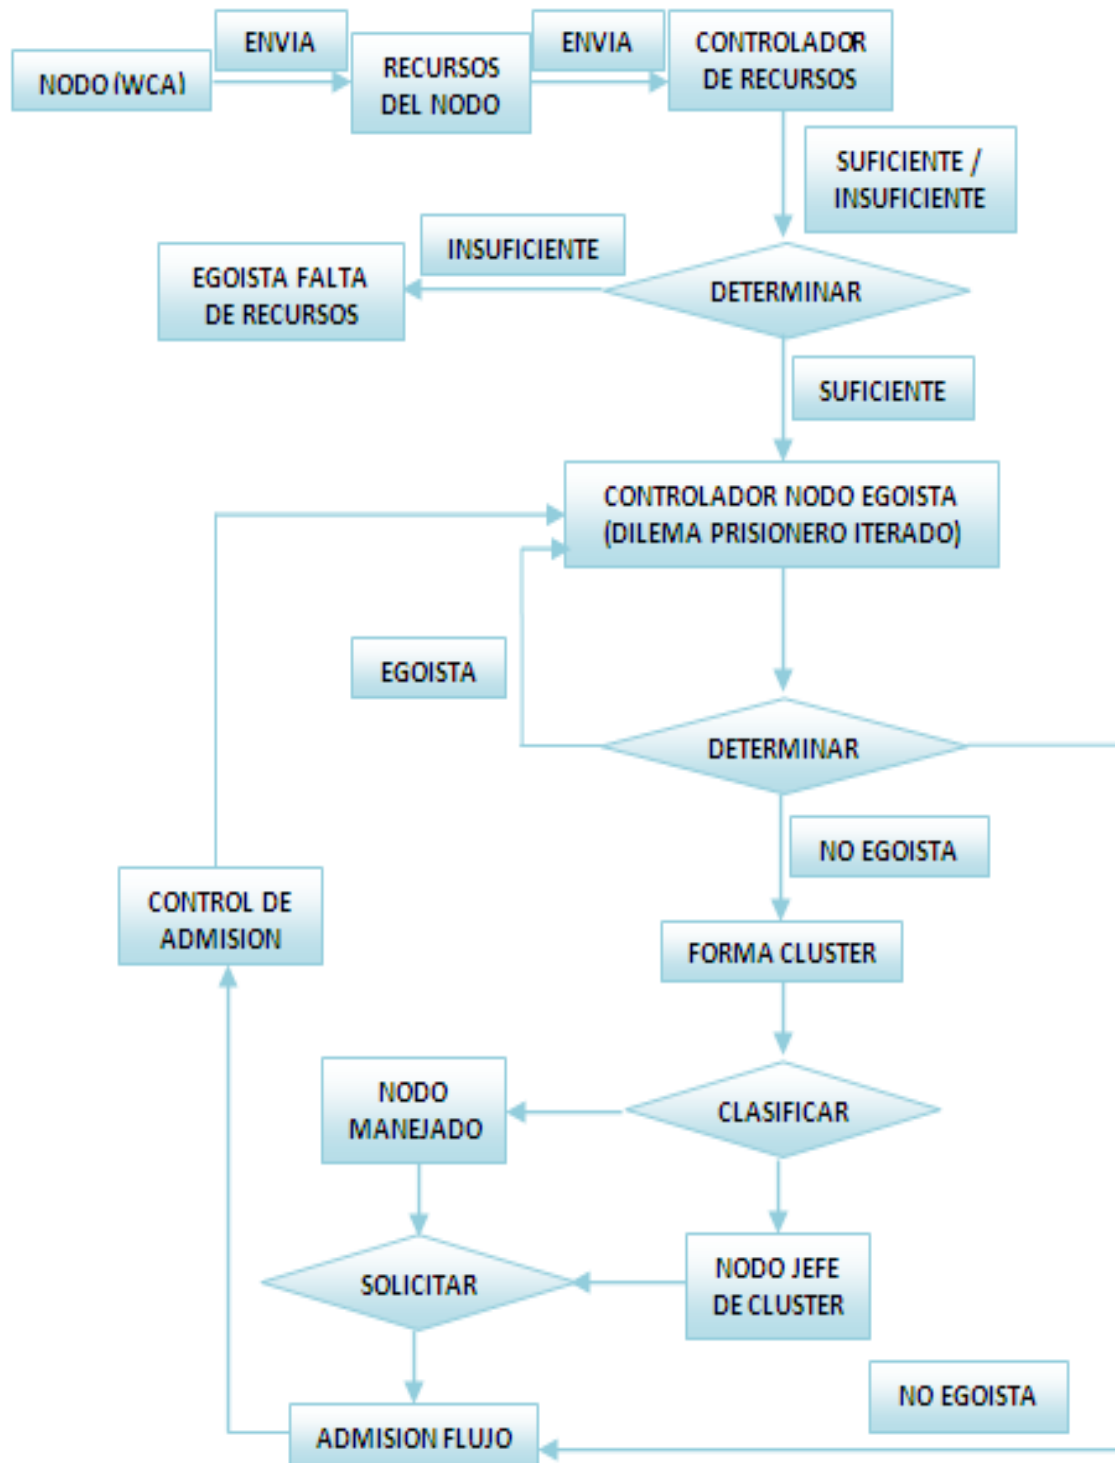 ENVIA
ENVIA
CONTROLADOR
DE RECURSOS
NODO (WCA)
RECURSOS
DEL NODO
SUFICIENTE /
INSUFICIENTE
INSUFICIENTE
EGOISTA FALTA
DE RECURSOS
DETERMINAR
SUFICIENTE
CONTROLADOR NODO EGOISTA
(DILEMA PRISIONERO ITERADO)
EGOISTA
DETERMINAR
NO EGOISTA
CONTROL DE
ADMISION
FORMA CLUSTER
NODO
MANEJADO
CLASIFICAR
SOLICITAR
NODO JEFE
DE CLUSTER
NO EGOISTA
ADMISION FLUJO